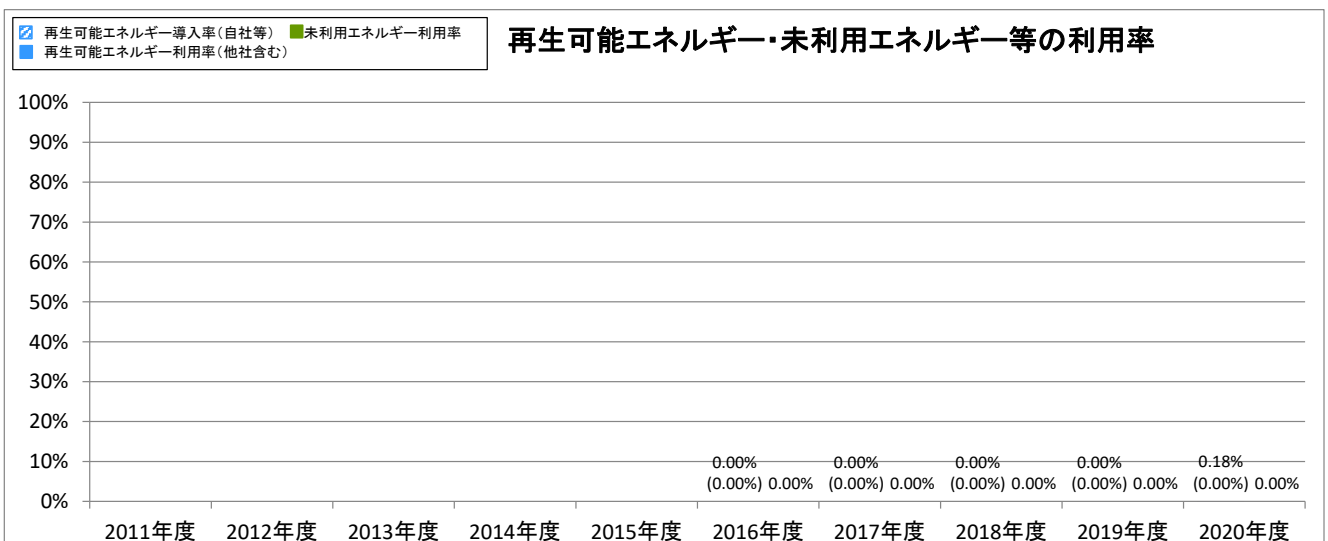 再生可能エネルギー導入率（自社等） 未利用エネルギー利用率
再生可能エネルギー利用率（他社含む）
再生可能エネルギー・未利用エネルギー等の利用率
100%
90%
80%
70%
60%
50%
40%
30%
20%
10%
0%
0.00% 0.00% 0.00% 0.00% 0.18%
(0.00%) 0.00% (0.00%) 0.00% (0.00%) 0.00% (0.00%) 0.00% (0.00%) 0.00%
2011年度 2012年度 2013年度 2014年度 2015年度 2016年度 2017年度 2018年度 2019年度 2020年度